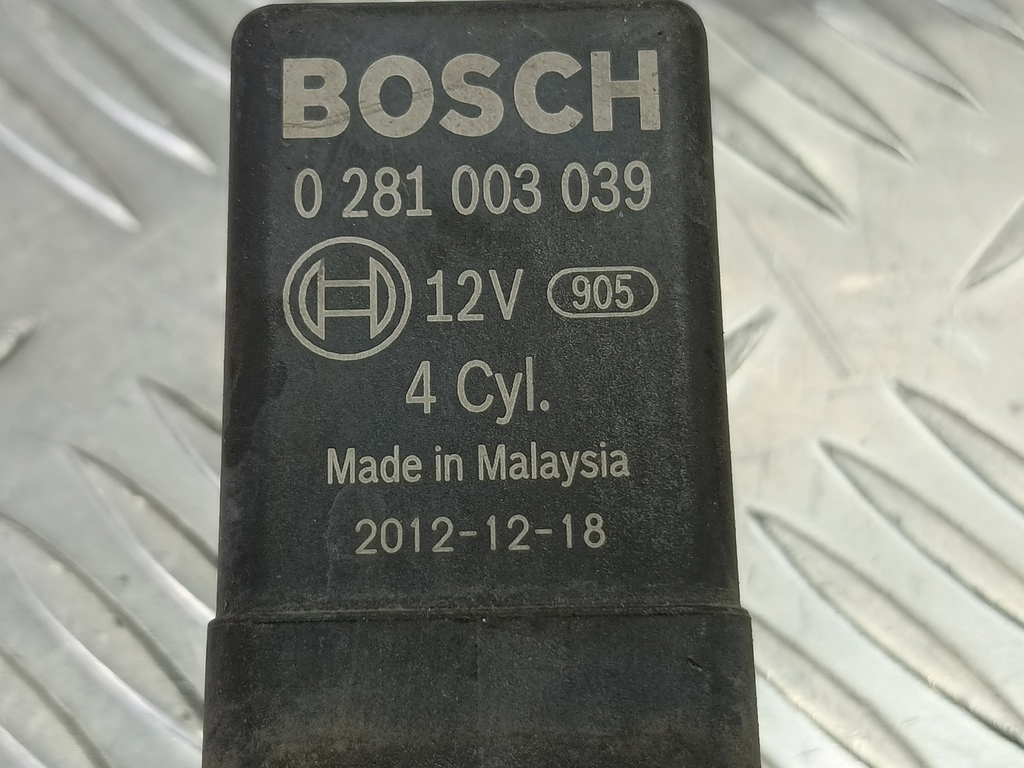 BOSCH
0 281 003 039
12V 905
4 Cyl.
Made in Malaysia
2012-12-18